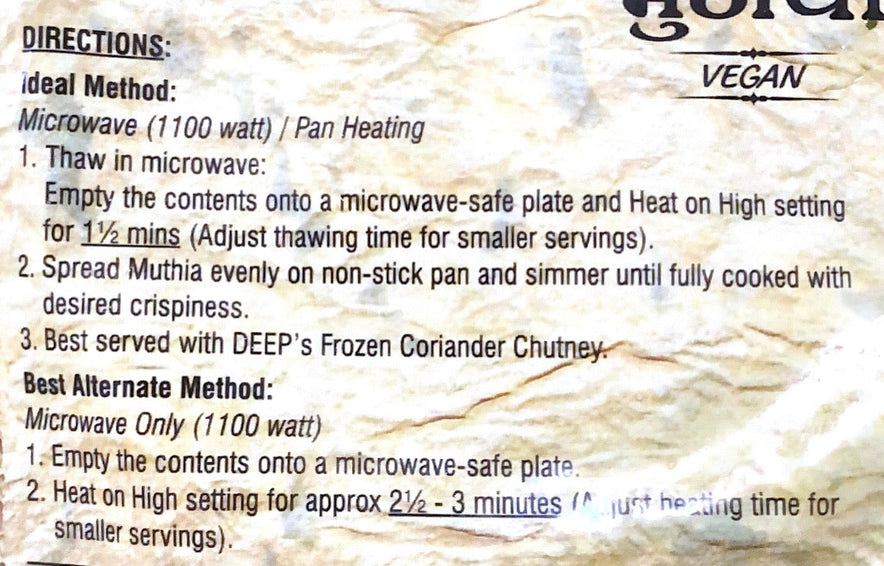 DIRECTIONS:
VEGAN
Ideal Method:
Microwave (1100 watt) / Pan Heating
1. Thaw in microwave:
Empty the contents onto a microwave-safe plate and Heat on High setting
for 1½ mins (Adjust thawing time for smaller servings).
2. Spread Muthia evenly on non-stick pan and simmer until fully cooked with
desired crispiness.
3. Best served with DEEP's Frozen Coriander Chutney.
Best Alternate Method:
Microwave Only (1100 watt)
1. Empty the contents onto a microwave-safe plate.
2. Heat on High setting for approx 2½ - 3 minutes (Adjust heating time for
smaller servings).